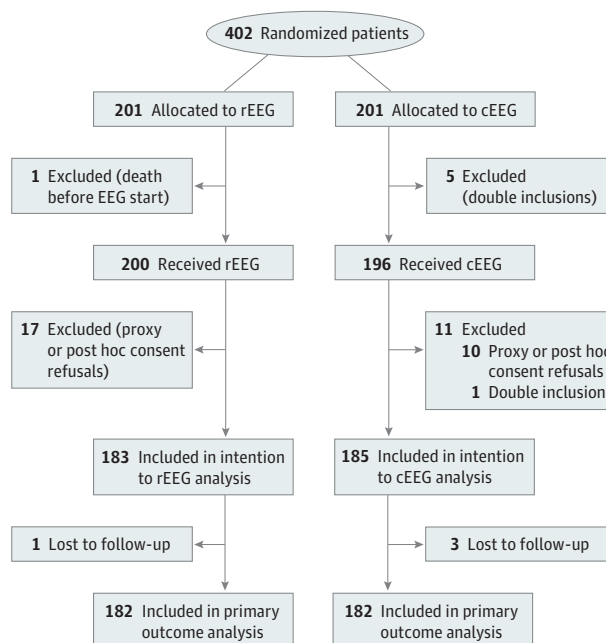 402 Randomized patients
201 Allocated to rEEG
201 Allocated to cEEG
1 Excluded (death
before EEG start)
5 Excluded
(double inclusions)
200 Received rEEG
196 Received cEEG
17 Excluded (proxy
or post hoc consent
refusals)
11 Excluded
10 Proxy or post hoc
consent refusals
1 Double inclusion
183 Included in intention
to rEEG analysis
185 Included in intention
to cEEG analysis
1 Lost to follow-up
3 Lost to follow-up
182 Included in primary
outcome analysis
182 Included in primary
outcome analysis